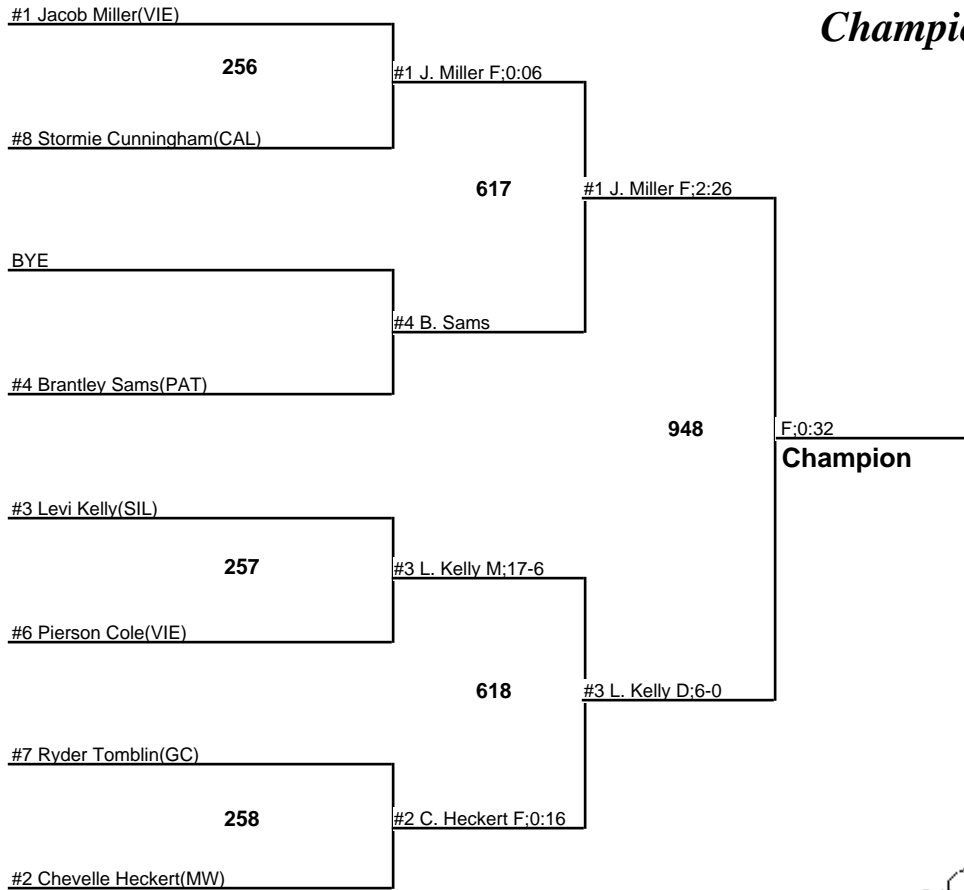 #1 Jacob Miller(VIE)
Champio
256
#1 J. Miller F;0:06
#8 Stormie Cunningham(CAL)
617
#1 J. Miller F;2:26
BYE
#4 B. Sams
#4 Brantley Sams(PAT)
948
F;0:32
Champion
#3 Levi Kelly(SIL)
257
#3 L. Kelly M;17-6
#6 Pierson Cole(VIE)
618
#3 L. Kelly D;6-0
#7 Ryder Tomblin(GC)
258
#2 C. Heckert F;0:16
#2 Chevelle Heckert(MW)